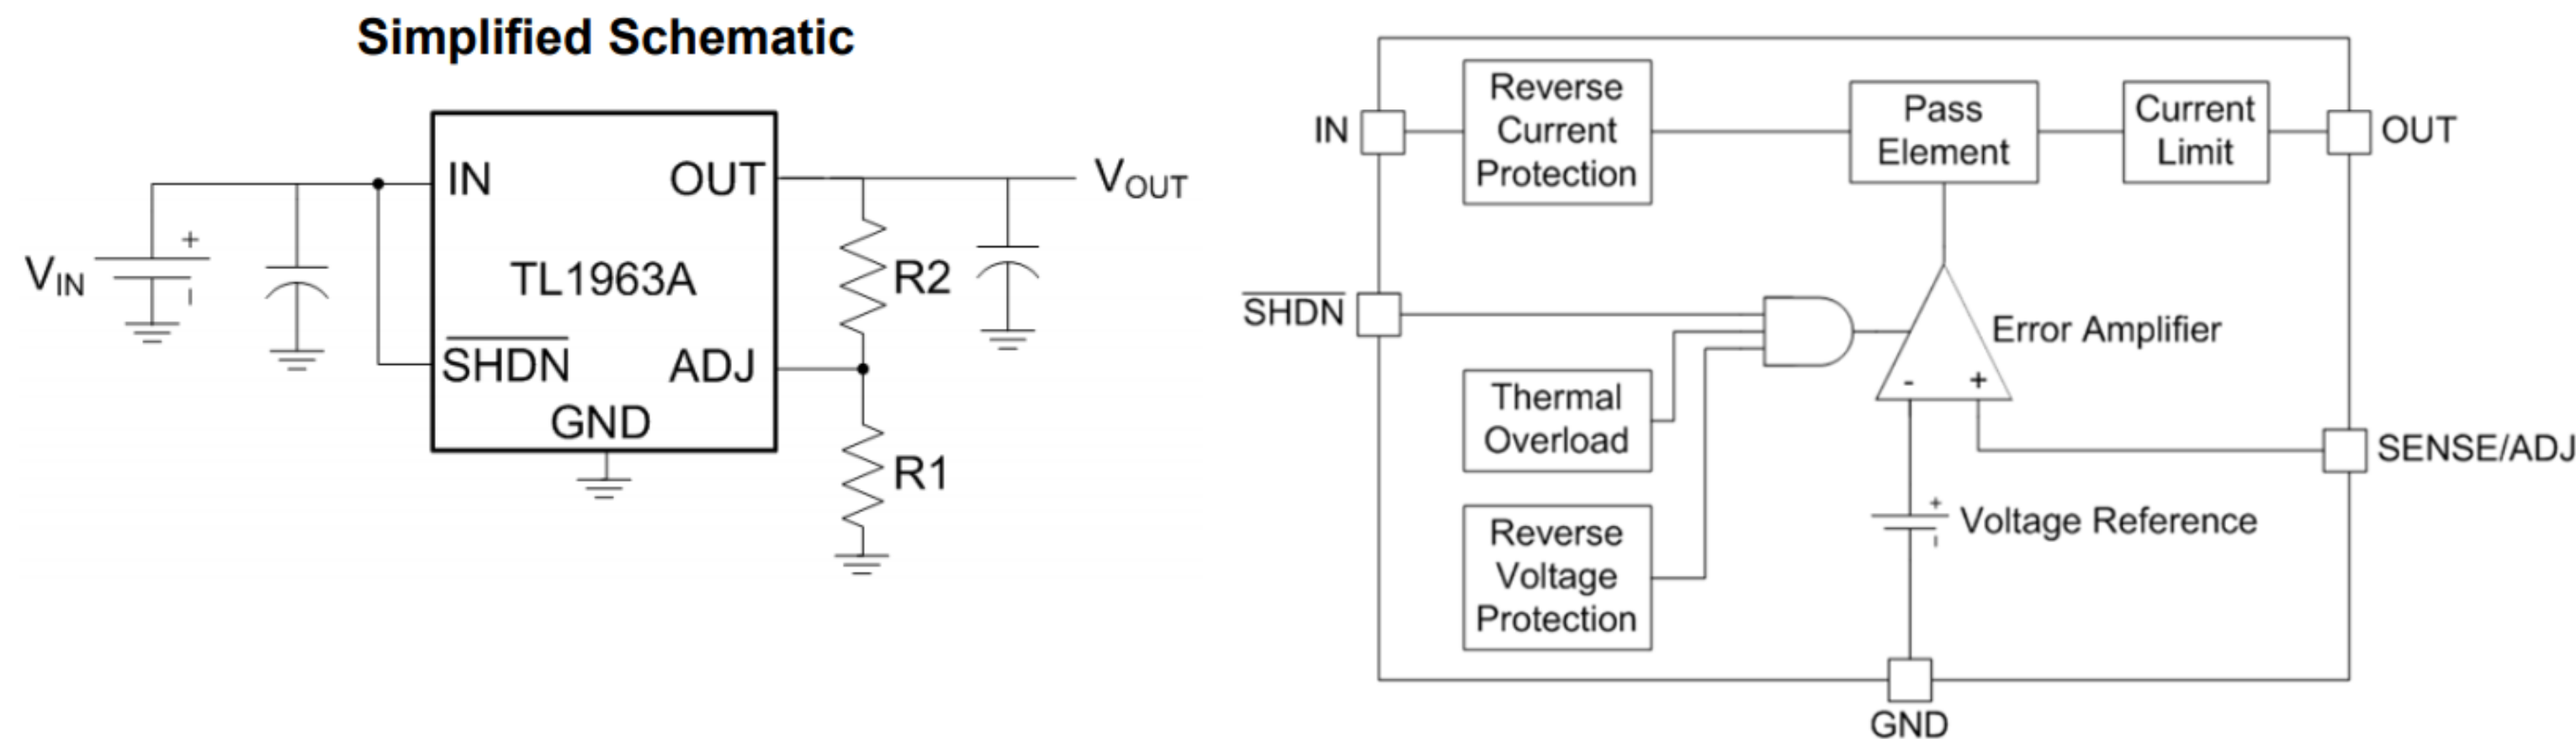 Simplified Schematic
IN
OUT
VOUT
+
VIN
TL1963A
R2
SHDN
ADJ
GND
R1
Reverse
Current
Protection
Pass
Element
Current
Limit
IN
OUT
SHDN
Error Amplifier
- +
Thermal
Overload
SENSE/ADJ
Reverse
Voltage
Protection
+
Voltage Reference
GND